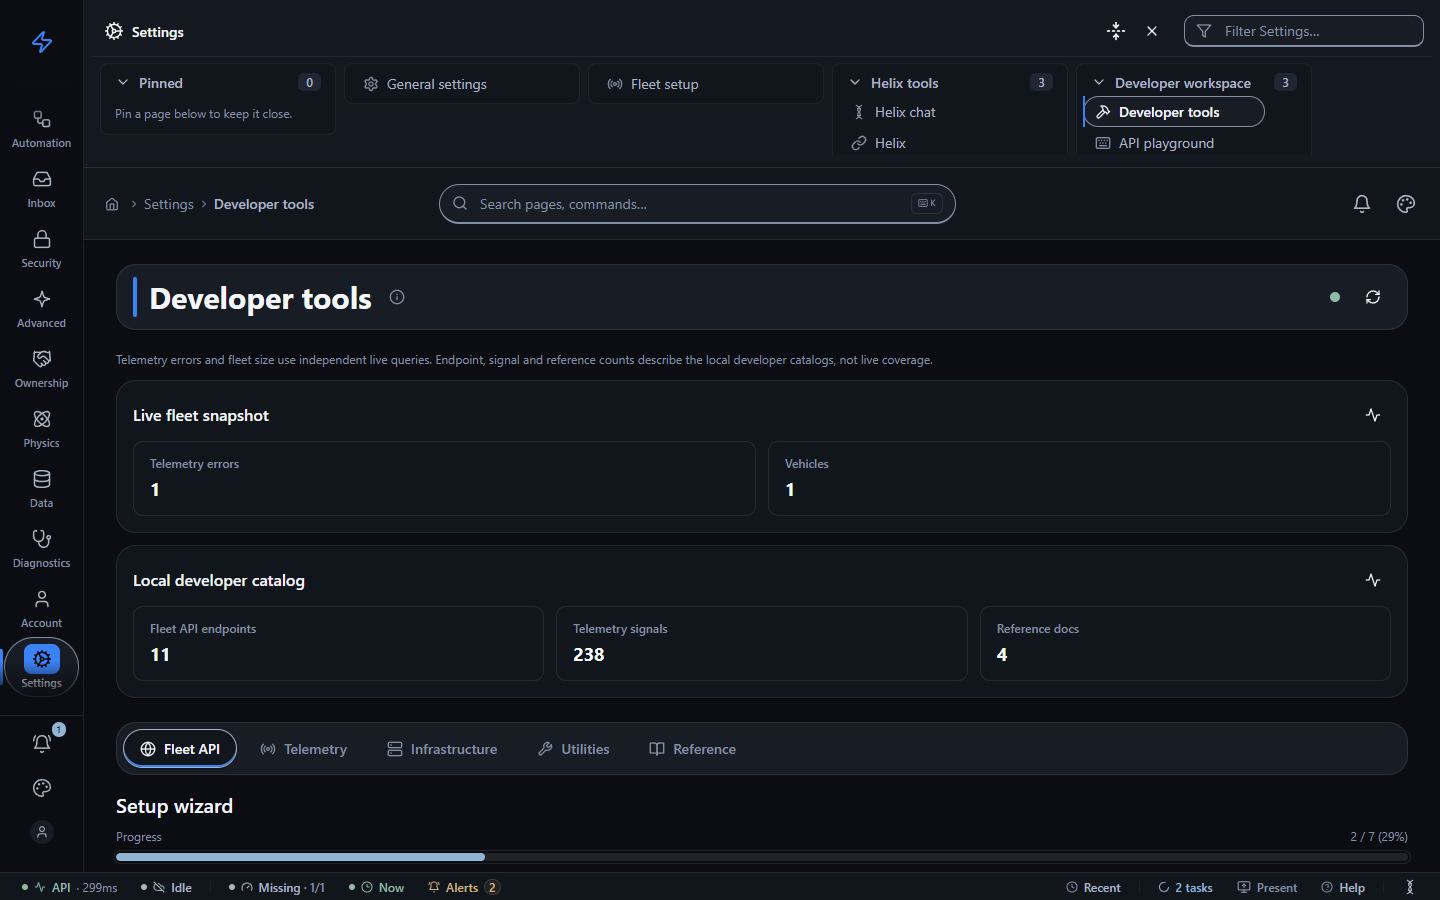 Settings
Filter Settings...
Pinned
0
Pin a page below to keep it close.
General settings
Fleet setup
Helix tools
3
Helix chat
Helix
Developer workspace
3
Developer tools
API playground
Automation
Inbox
Security
Advanced
Ownership
Physics
Data
Diagnostics
Account
Settings
1
Settings
Developer tools
Search pages, commands...
K
Developer tools
Telemetry errors and fleet size use independent live queries. Endpoint, signal and reference counts describe the local developer catalogs, not live coverage.
Live fleet snapshot
Telemetry errors
1
Vehicles
1
Local developer catalog
Fleet API endpoints
11
Telemetry signals
238
Reference docs
4
Fleet API
Telemetry
Infrastructure
Utilities
Reference
Setup wizard
Progress
2 / 7 (29%)
API · 299ms
Idle
Missing · 1/1
Now
Alerts 2
Recent
2 tasks
Present
Help